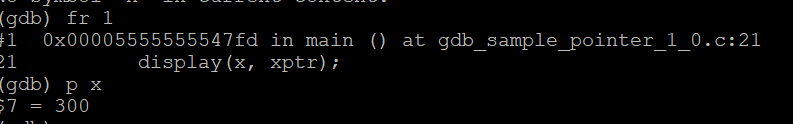 (gdb) fr 1
#1  0x00005555555547fd in main () at gdb_sample_pointer_1_0.c:21
21          display(x, xptr);
(gdb) p x
$7 = 300